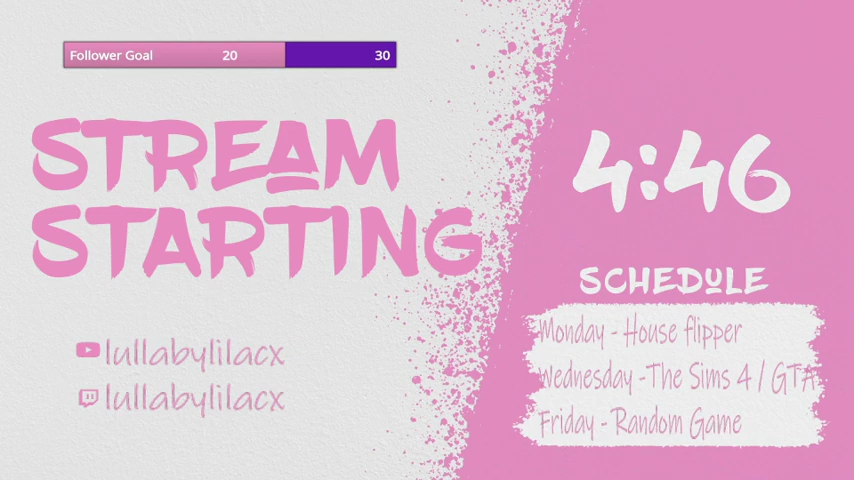 Follower Goal 20 30
STREAM
STARTING
lullabylilacx
lullabylilacx
4:46
SCHEDULE
Monday - House flipper
Wednesday -The Sims 4 / GTA
Friday - Random Game